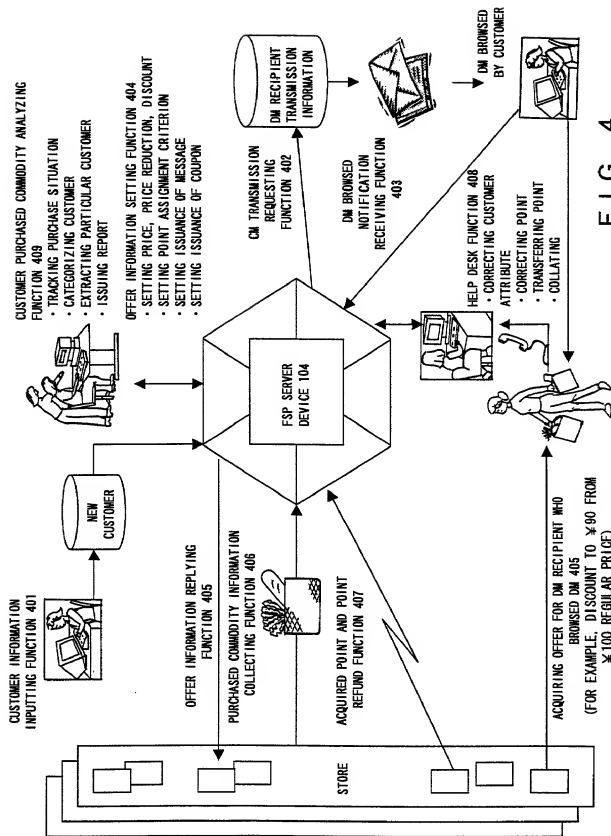 CUSTOMER INFORMATION
INPUTTING FUNCTION 401
NEW
CUSTOMER
CUSTOMER PURCHASED COMMODITY ANALYZING
FUNCTION 409
· TRACKING PURCHASE SITUATION
· CATEGORIZING CUSTOMER
· EXTRACTING PARTICULAR CUSTOMER
· ISSUING REPORT
OFFER INFORMATION SETTING FUNCTION 404
· SETTING PRICE, PRICE REDUCTION, DISCOUNT
· SETTING POINT ASSIGNMENT CRITERION
· SETTING ISSUANCE OF MESSAGE
· SETTING ISSUANCE OF COUPON
OFFER INFORMATION REPLYING
FUNCTION 405
PURCHASED COMMODITY INFORMATION
COLLECTING FUNCTION 406
FSP SERVER
DEVICE 104
CM TRANSMISSION
REQUESTING
FUNCTION 402
DM RECIPIENT
TRANSMISSION
INFORMATION
DM BROWSED
NOTIFICATION
RECEIVING FUNCTION
403
DM BROWSED
BY CUSTOMER
STORE
ACQUIRED POINT AND POINT
REFUND FUNCTION 407
HELP DESK FUNCTION 408
· CORRECTING CUSTOMER
ATTRIBUTE
· CORRECTING POINT
· TRANSFERRING POINT
· COLLATING
ACQUIRING OFFER FOR DM RECIPIENT WHO
BROWSED DM 405
(FOR EXAMPLE, DISCOUNT TO ¥90 FROM
¥100 REGULAR PRICE)
FIG. 4